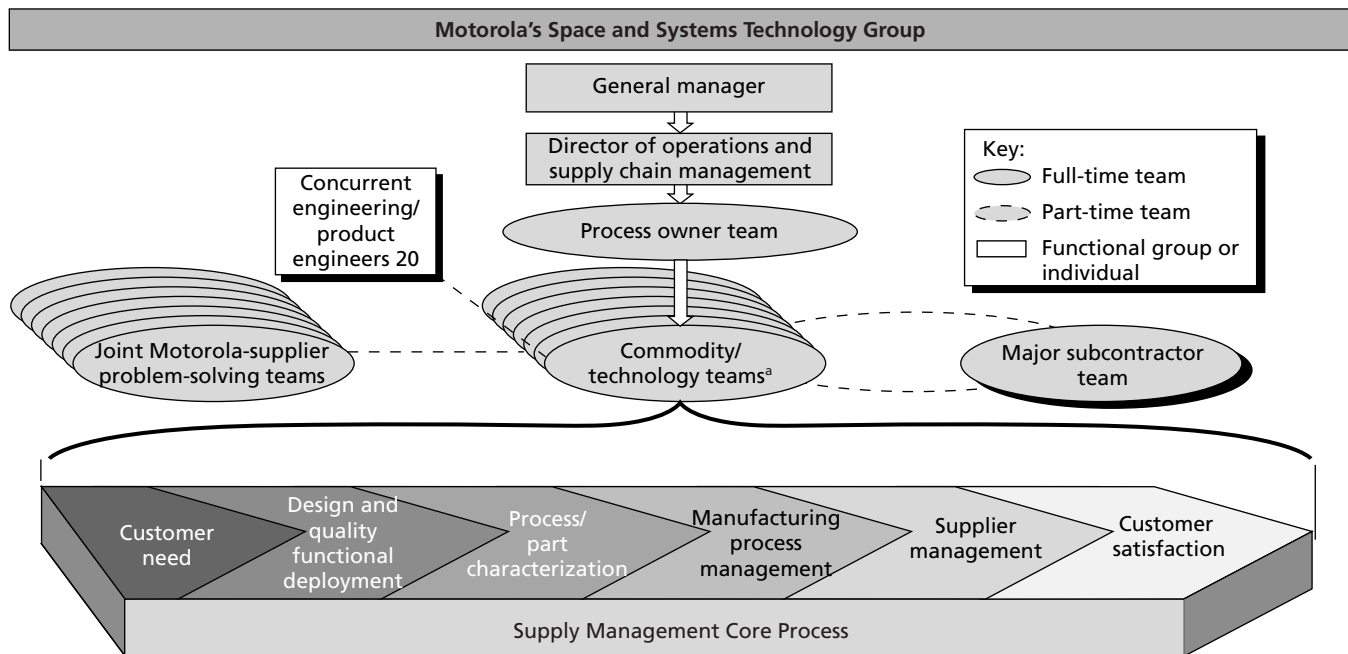 Motorola's Space and Systems Technology Group
General manager
Director of operations and
supply chain management
Process owner team
Concurrent
engineering/
product
engineers 20
Key:
Full-time team
Part-time team
Functional group or
individual
Joint Motorola-supplier
problem-solving teams
Commodity/
technology teamsᵃ
Major subcontractor
team
Customer
need
Design and
quality
functional
deployment
Process/
part
characterization
Manufacturing
process
management
Supplier
management
Customer
satisfaction
Supply Management Core Process